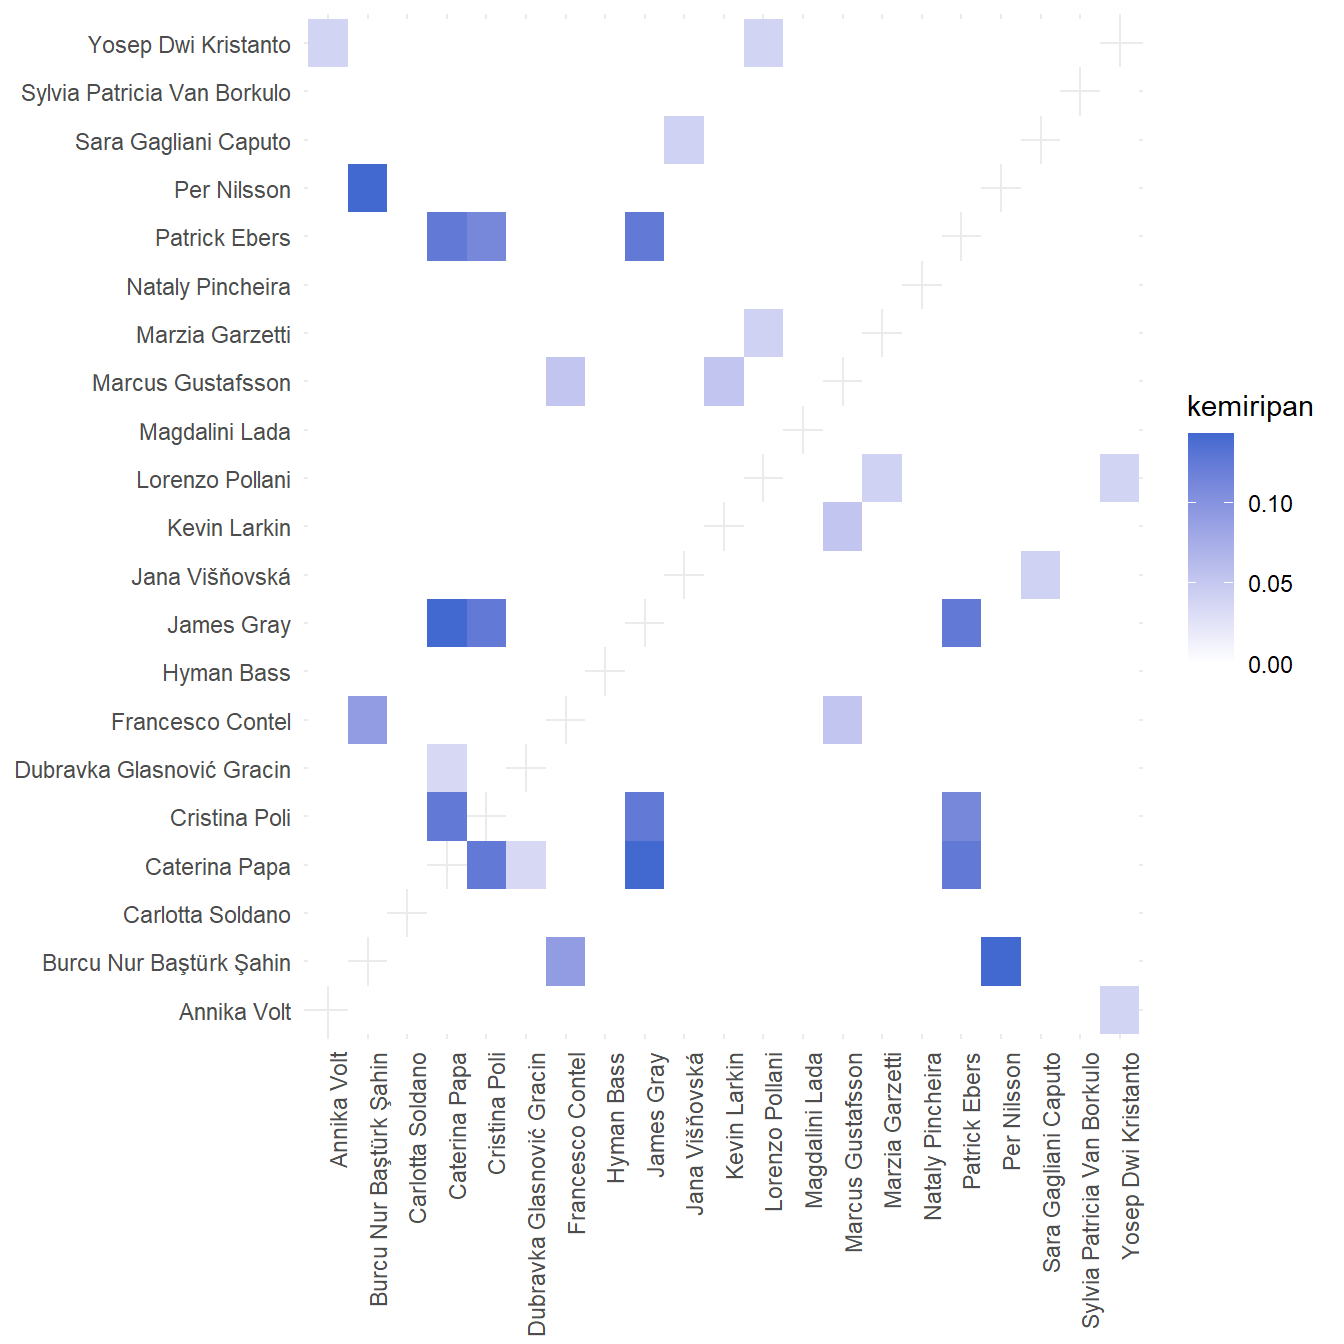 Yosep Dwi Kristanto
Sylvia Patricia Van Borkulo
Sara Gagliani Caputo
Per Nilsson
Patrick Ebers
Nataly Pincheira
Marzia Garzetti
Marcus Gustafsson
Magdalini Lada
Lorenzo Pollani
Kevin Larkin
Jana Višňovská
James Gray
Hyman Bass
Francesco Contel
Dubravka Glasnović Gracin
Cristina Poli
Caterina Papa
Carlotta Soldano
Burcu Nur Baştürk Şahin
Annika Volt
Annika Volt
Burcu Nur Baştürk Şahin
Carlotta Soldano
Caterina Papa
Cristina Poli
Dubravka Glasnović Gracin
Francesco Contel
Hyman Bass
James Gray
Jana Višňovská
Kevin Larkin
Lorenzo Pollani
Magdalini Lada
Marcus Gustafsson
Marzia Garzetti
Nataly Pincheira
Patrick Ebers
Per Nilsson
Sara Gagliani Caputo
Sylvia Patricia Van Borkulo
Yosep Dwi Kristanto
kemiripan
0.10
0.05
0.00